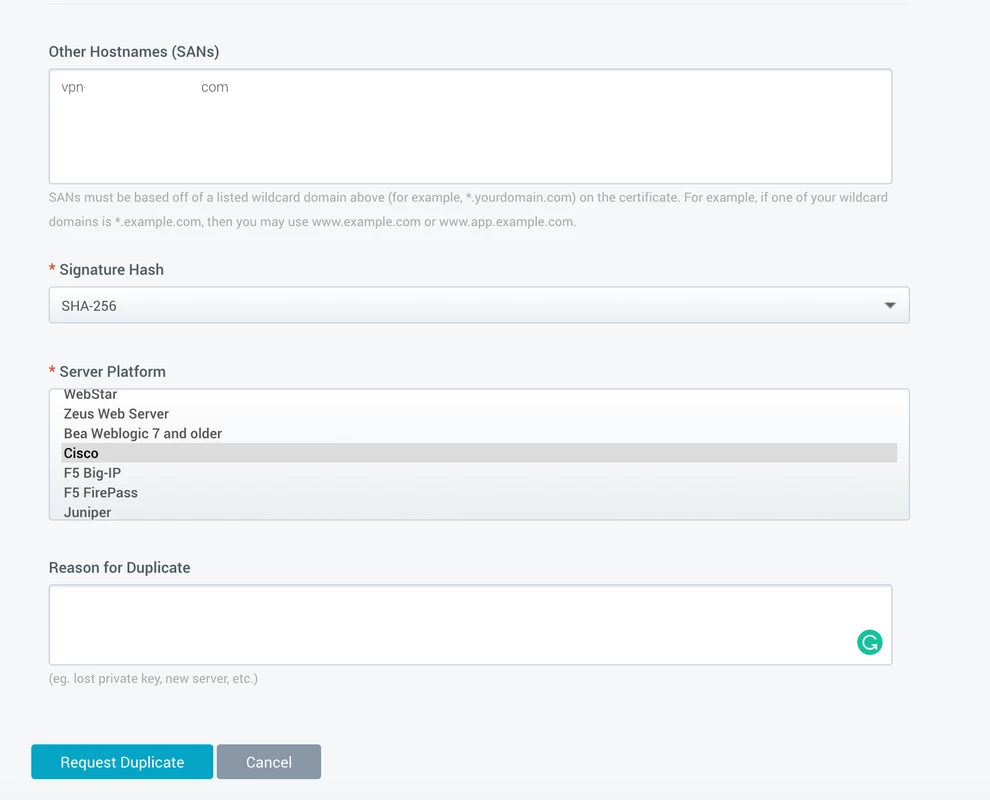 Other Hostnames (SANs)
vpn com
SANs must be based off of a listed wildcard domain above (for example, *.yourdomain.com) on the certificate. For example, if one of your wildcard
domains is *.example.com, then you may use www.example.com or www.app.example.com.
* Signature Hash
SHA-256
* Server Platform
WebStar
Zeus Web Server
Bea Weblogic 7 and older
Cisco
F5 Big-IP
F5 FirePass
Juniper
Reason for Duplicate
(eg. lost private key, new server, etc.)
Request Duplicate Cancel